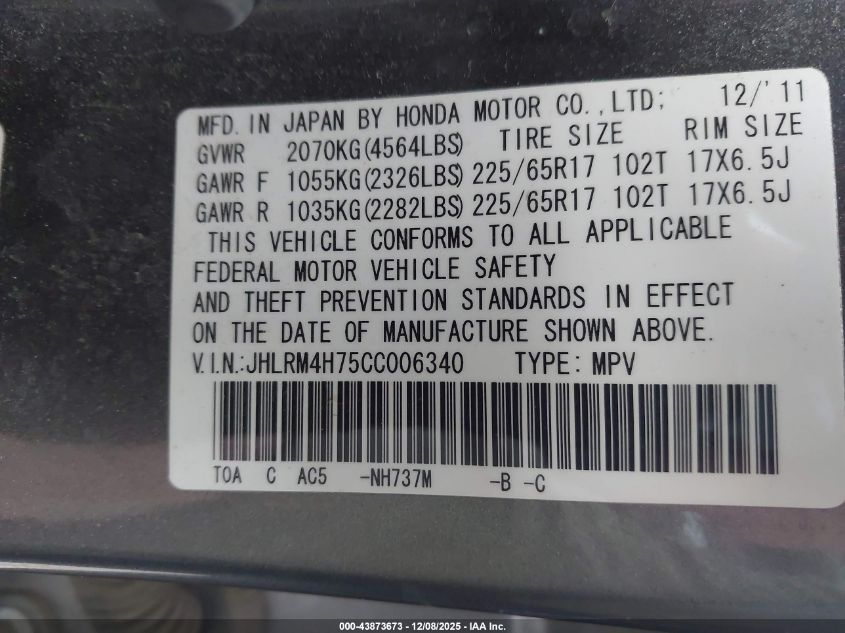 MFD. IN JAPAN BY HONDA MOTOR CO.,LTD; 12/'11
GVWR 2070KG(4564LBS) TIRE SIZE RIM SIZE
GAWR F 1055KG(2326LBS) 225/65R17 102T 17X6.5J
GAWR R 1035KG(2282LBS) 225/65R17 102T 17X6.5J
THIS VEHICLE CONFORMS TO ALL APPLICABLE
FEDERAL MOTOR VEHICLE SAFETY
AND THEFT PREVENTION STANDARDS IN EFFECT
ON THE DATE OF MANUFACTURE SHOWN ABOVE.
V.I.N.:JHLRM4H75CC006340 TYPE: MPV
TOA C AC5 -NH737M -B -C
000-43873673 - 12/08/2025 - IAA Inc.